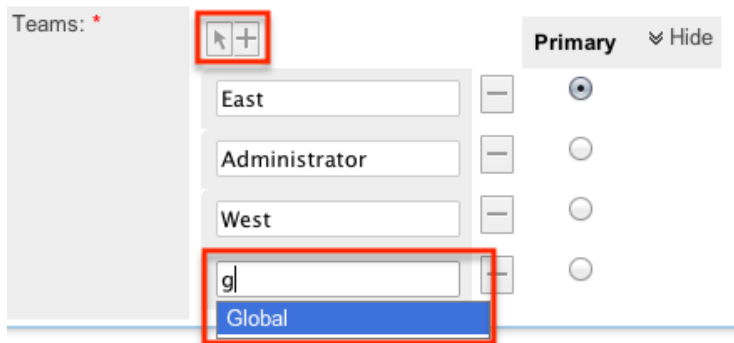 Teams: *
Primary
Hide
East
Administrator
West
g
Global